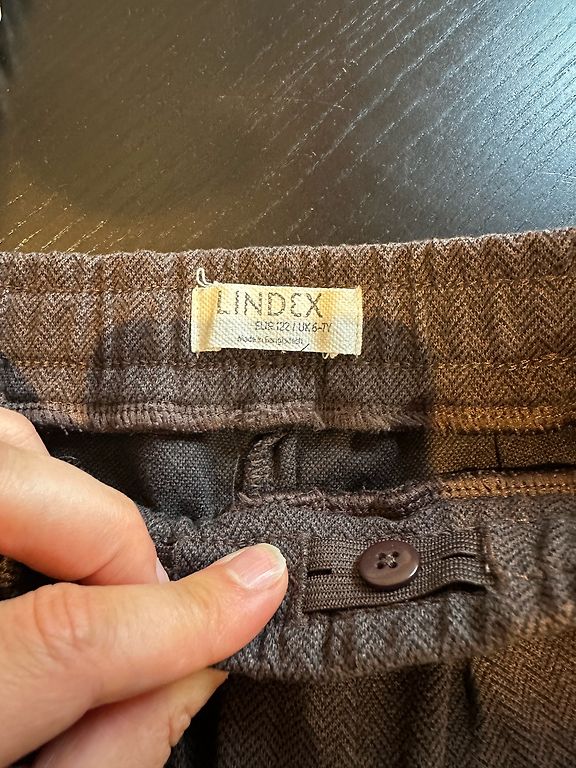 LINDEX
EUR 122 / UK 6-7Y
Made in Bangladesh